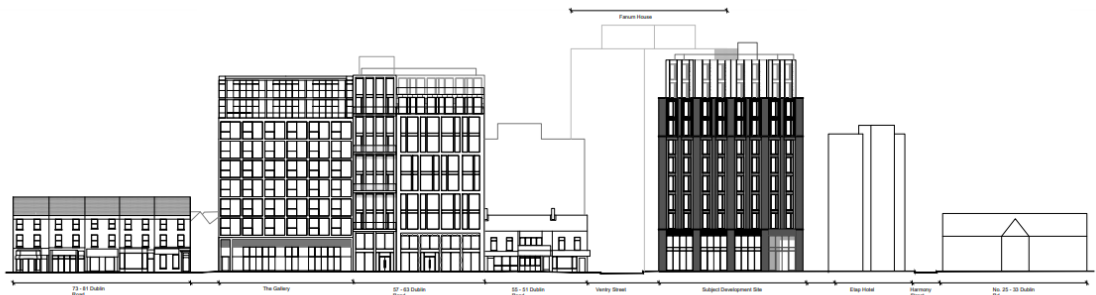 Fanum House
73 - 81 Dublin
Road
The Gallery
57 - 63 Dublin
Road
55 - 51 Dublin
Road
Ventry Street
Subject Development Site
Etap Hotel
Harmony
Street
No. 25 - 33 Dublin
Rd